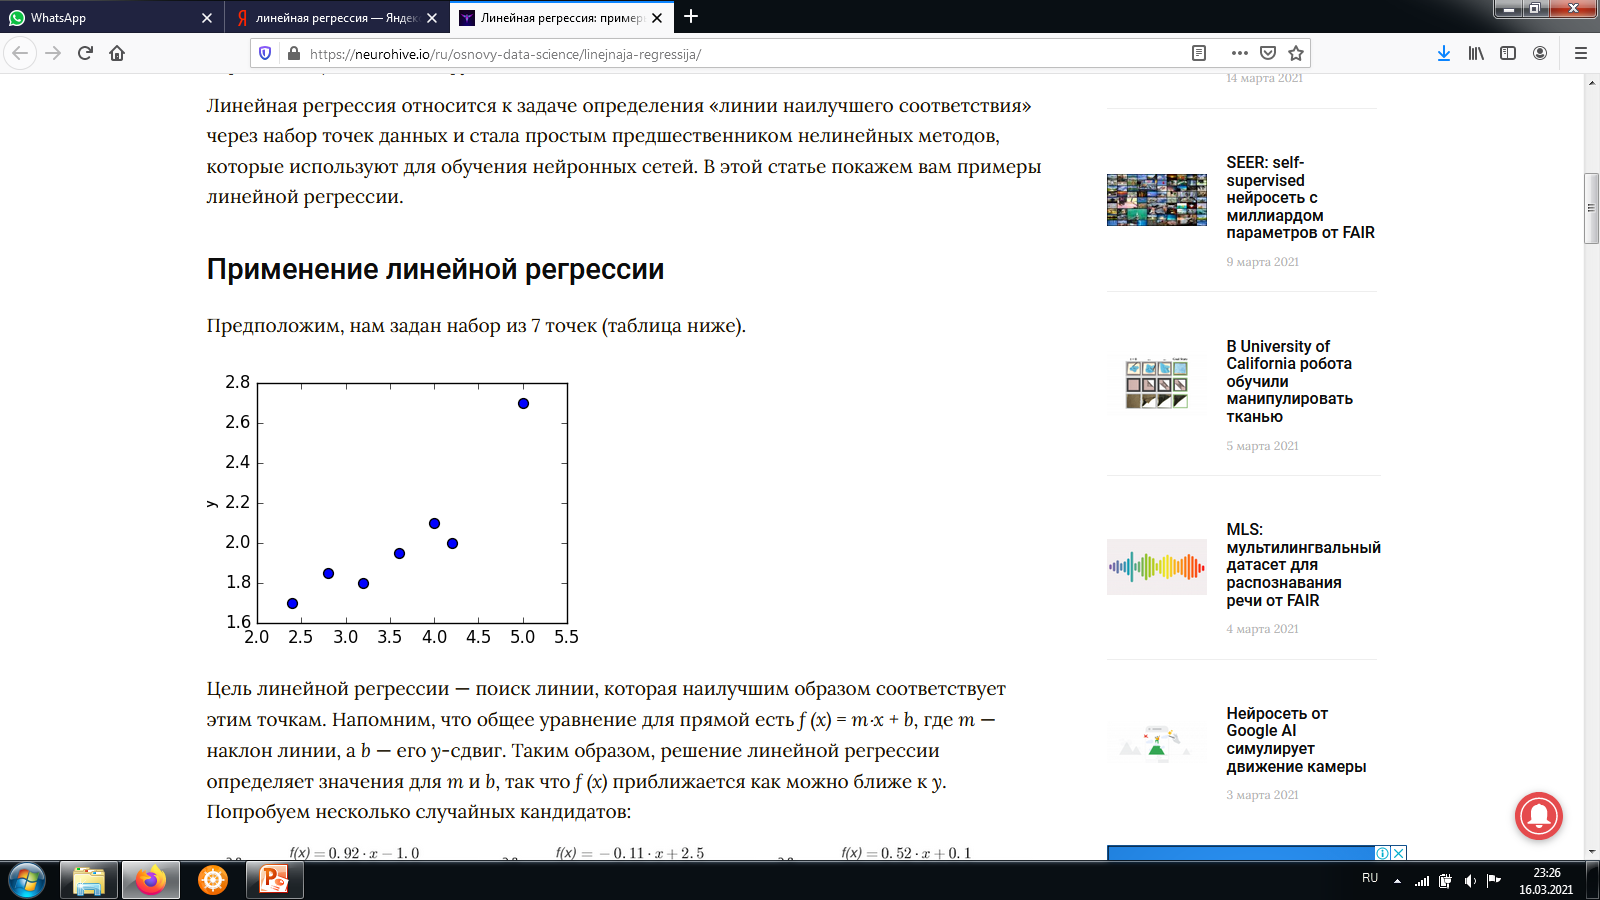 WhatsApp
линейная регрессия — Яндекс
Линейная регрессия: пример
https://neurohive.io/ru/osnovy-data-science/linejnaja-regressija/
Линейная регрессия относится к задаче определения «линии наилучшего соответствия»
через набор точек данных и стала простым предшественником нелинейных методов,
которые используют для обучения нейронных сетей. В этой статье покажем вам примеры
линейной регрессии.
Применение линейной регрессии
Предположим, нам задан набор из 7 точек (таблица ниже).
2.8
2.6
2.4
2.2
y
2.0
1.8
1.6
2.0 2.5 3.0 3.5 4.0 4.5 5.0 5.5
Цель линейной регрессии — поиск линии, которая наилучшим образом соответствует
этим точкам. Напомним, что общее уравнение для прямой есть f (x) = m⋅x + b, где m —
наклон линии, а b — его y-сдвиг. Таким образом, решение линейной регрессии
определяет значения для m и b, так что f (x) приближается как можно ближе к y.
Попробуем несколько случайных кандидатов:
f(x) = 0.92 · x − 1.0 f(x) = −0.11 · x + 2.5 f(x) = 0.52 · x + 0.1
14 марта 2021
SEER: self-
supervised
нейросеть с
миллиардом
параметров от FAIR
9 марта 2021
В University of
California робота
обучили
манипулировать
тканью
5 марта 2021
MLS:
мультилингвальный
датасет для
распознавания
речи от FAIR
4 марта 2021
Нейросеть от
Google AI
симулирует
движение камеры
3 марта 2021
RU
23:26
16.03.2021